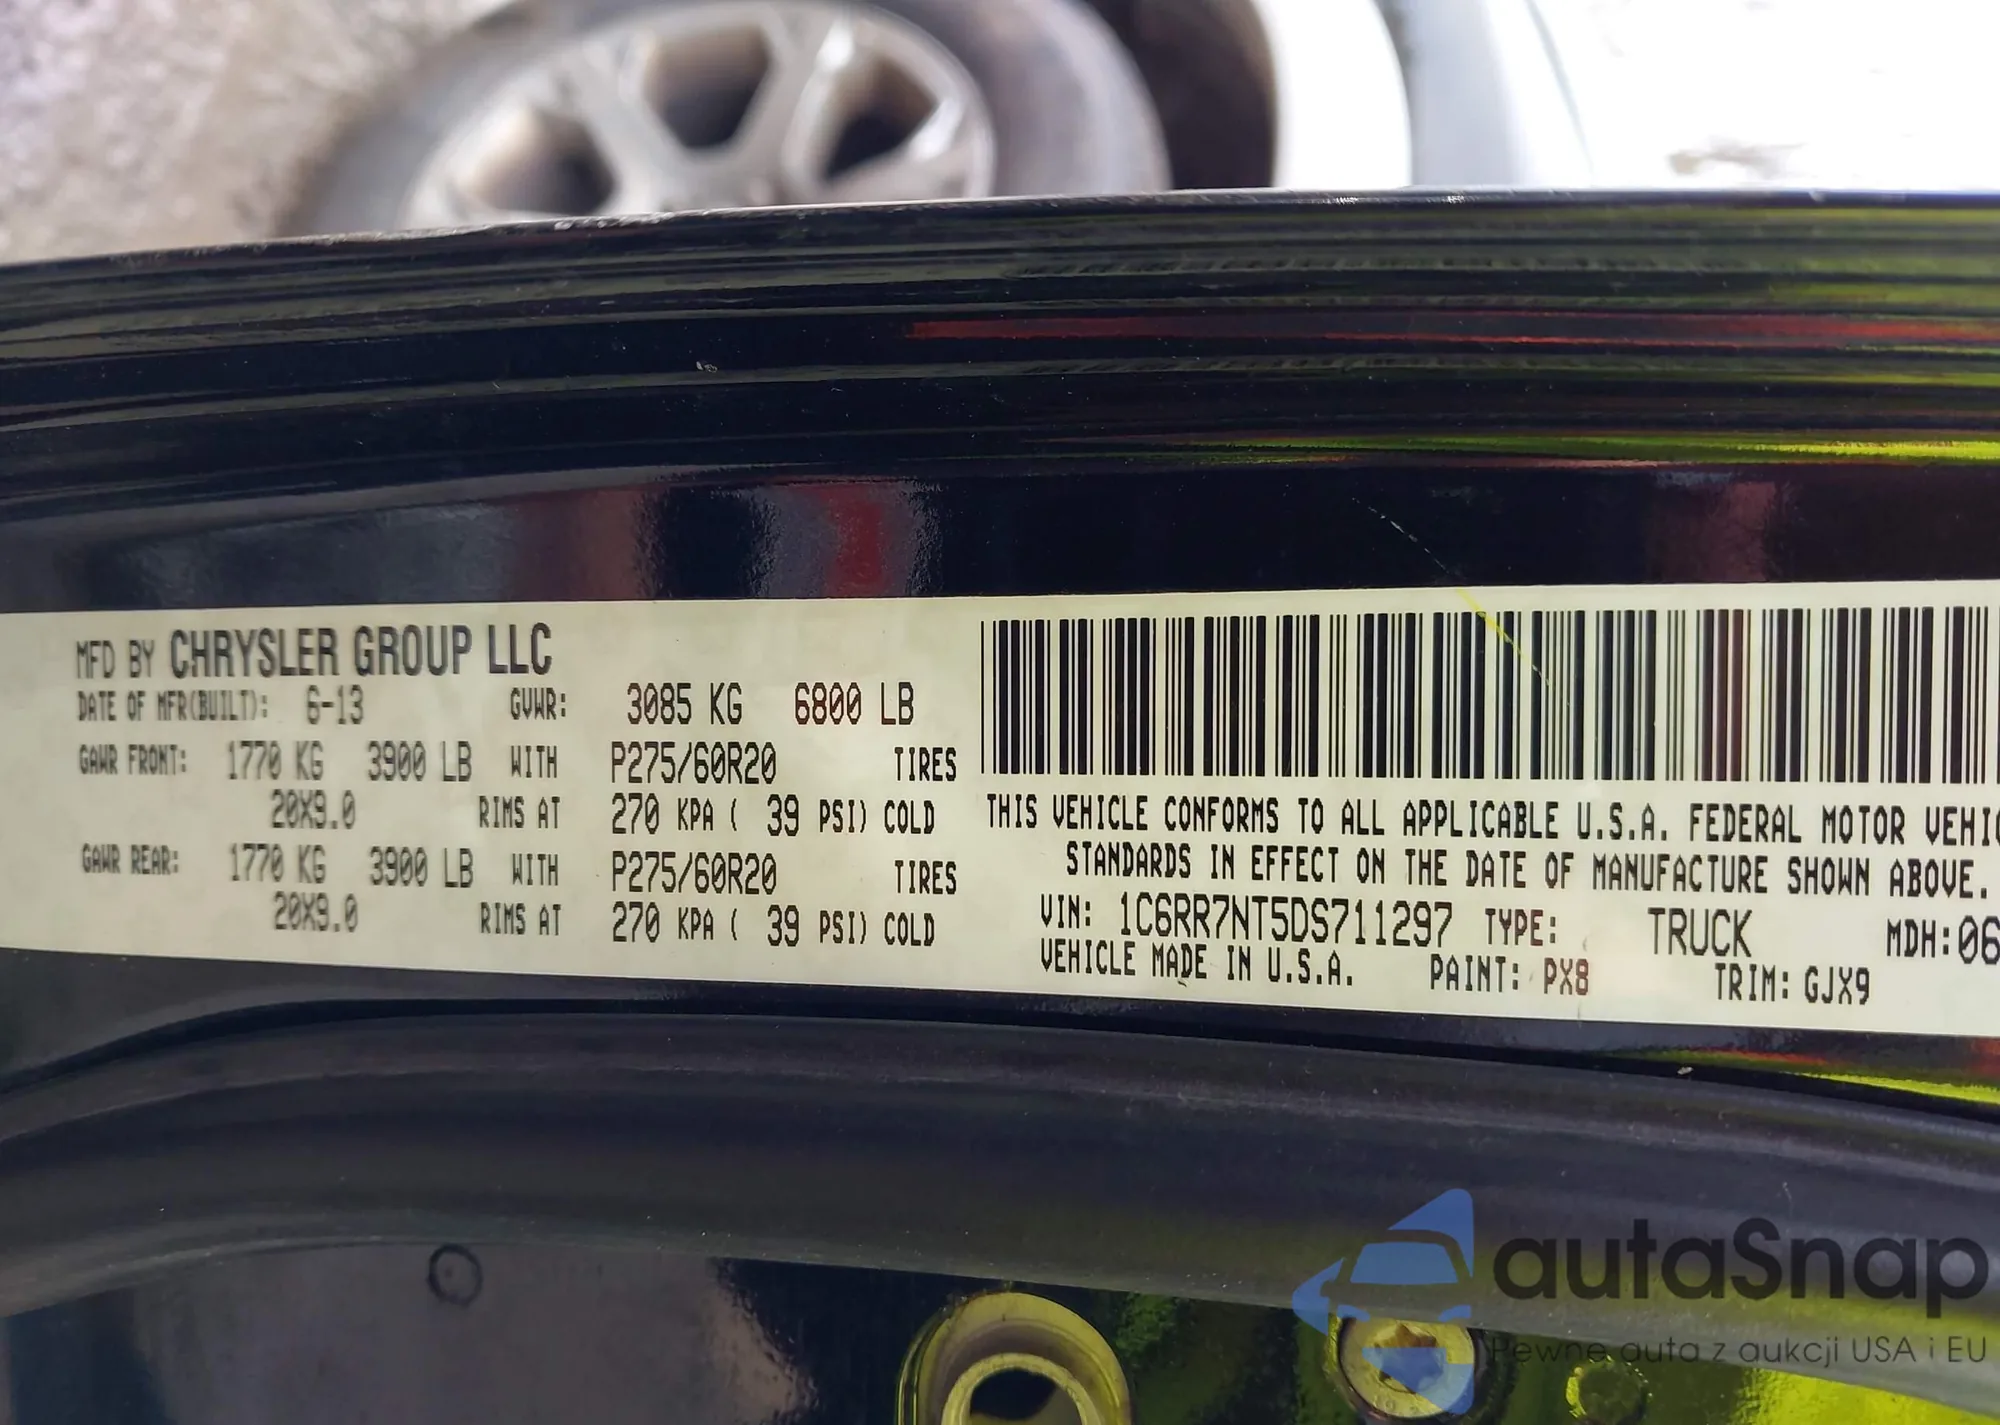 MFD BY CHRYSLER GROUP LLC
DATE OF MFR(BUILT): 6-13 GVWR: 3085 KG 6800 LB
GAWR FRONT: 1770 KG 3900 LB WITH P275/60R20 TIRES
20X9.0 RIMS AT 270 KPA ( 39 PSI) COLD
GAWR REAR: 1770 KG 3900 LB WITH P275/60R20 TIRES
20X9.0 RIMS AT 270 KPA ( 39 PSI) COLD
THIS VEHICLE CONFORMS TO ALL APPLICABLE U.S.A. FEDERAL MOTOR
STANDARDS IN EFFECT ON THE DATE OF MANUFACTURE SHOWN ABOVE.
VIN: 1C6RR7NT5DS711297 TYPE: TRUCK MDH:06
VEHICLE MADE IN U.S.A. PAINT: PX8 TRIM: GJX9
autaSnap
Pewne auta z aukcji USA i EU